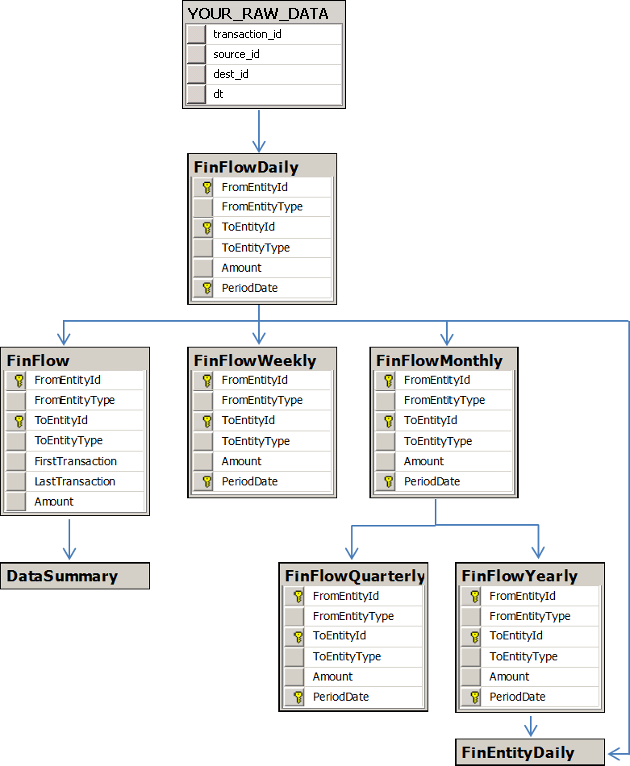 YOUR_RAW_DATA
transaction_id
source_id
dest_id
dt
FinFlowDaily
FromEntityId
FromEntityType
ToEntityId
ToEntityType
Amount
PeriodDate
FinFlow
FromEntityId
FromEntityType
ToEntityId
ToEntityType
FirstTransaction
LastTransaction
Amount
FinFlowWeekly
FromEntityId
FromEntityType
ToEntityId
ToEntityType
Amount
PeriodDate
FinFlowMonthly
FromEntityId
FromEntityType
ToEntityId
ToEntityType
Amount
PeriodDate
DataSummary
FinFlowQuarterly
FromEntityId
FromEntityType
ToEntityId
ToEntityType
Amount
PeriodDate
FinFlowYearly
FromEntityId
FromEntityType
ToEntityId
ToEntityType
Amount
PeriodDate
FinEntityDaily